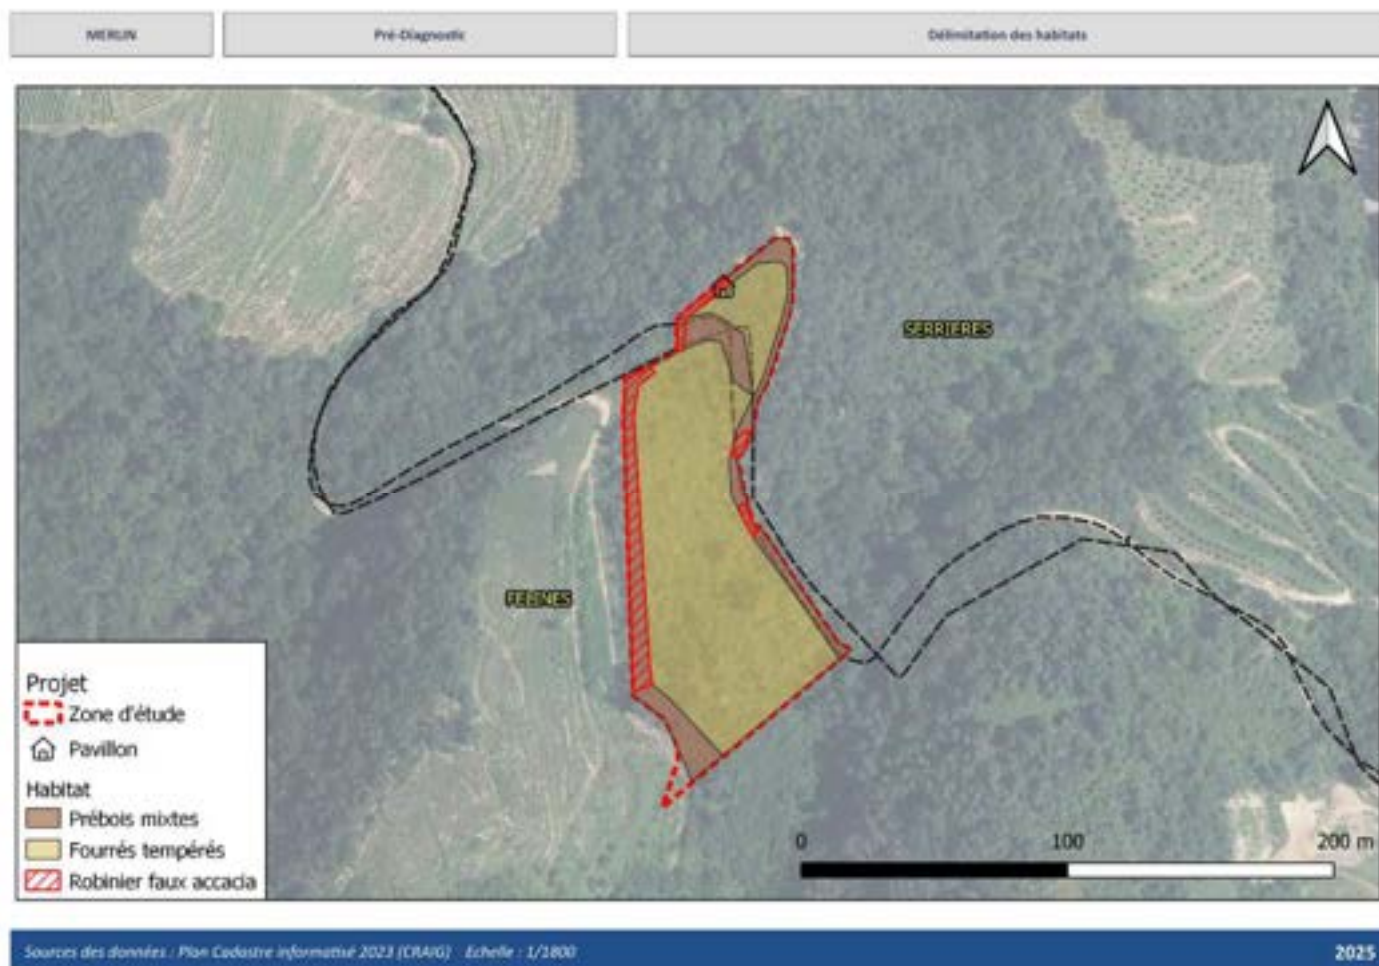 MERLIN
Pré-Diagnostic
Délimitation des habitats
SERRIERES
FELINES
Projet
Zone d'étude
Pavillon
Habitat
Prébois mixtes
Fourrés tempérés
Robinier faux accacia
0 100 200 m
Sources des données : Plan Cadastre informatisé 2023 (CRAIG) Echelle : 1/1800
2025